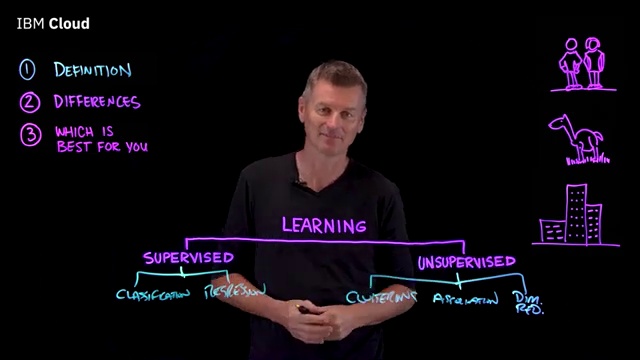 IBM Cloud
1 DEFINITION
2 DIFFERENCES
3 WHICH IS
BEST FOR YOU
LEARNING
SUPERVISED
UNSUPERVISED
CLASSIFICATION
REGRESSION
CLUSTERING
ASSOCIATION
DIM.
RED.